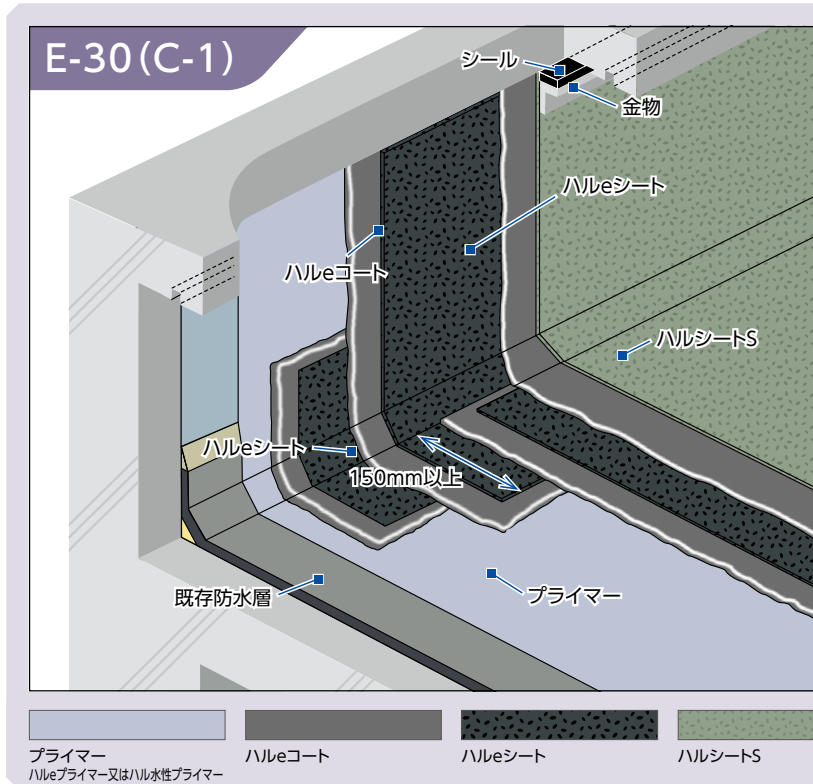 E-30(C-1)
シール
金物
ハルeシート
ハルeコート
ハルシートS
ハルeシート
150mm以上
既存防水層
プライマー
プライマー
ハルeプライマー又はハル水性プライマー
ハルeコート
ハルeシート
ハルシートS